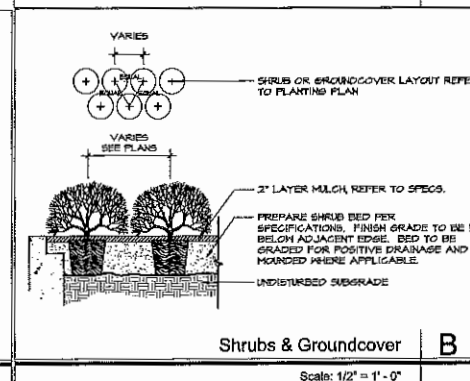 VARIES
EQUAL
EQUAL EQUAL
SHRUB OR GROUNDCOVER LAYOUT REFE
TO PLANTING PLAN
VARIES
SEE PLANS
2" LAYER MULCH, REFER TO SPECS.
PREPARE SHRUB BED PER
SPECIFICATIONS. FINISH GRADE TO BE
BELOW ADJACENT EDGE. BED TO BE
GRADED FOR POSITIVE DRAINAGE AND
MOUNDED WHERE APPLICABLE.
UNDISTURBED SUBGRADE
Shrubs & Groundcover B
Scale: 1/2" = 1' - 0"